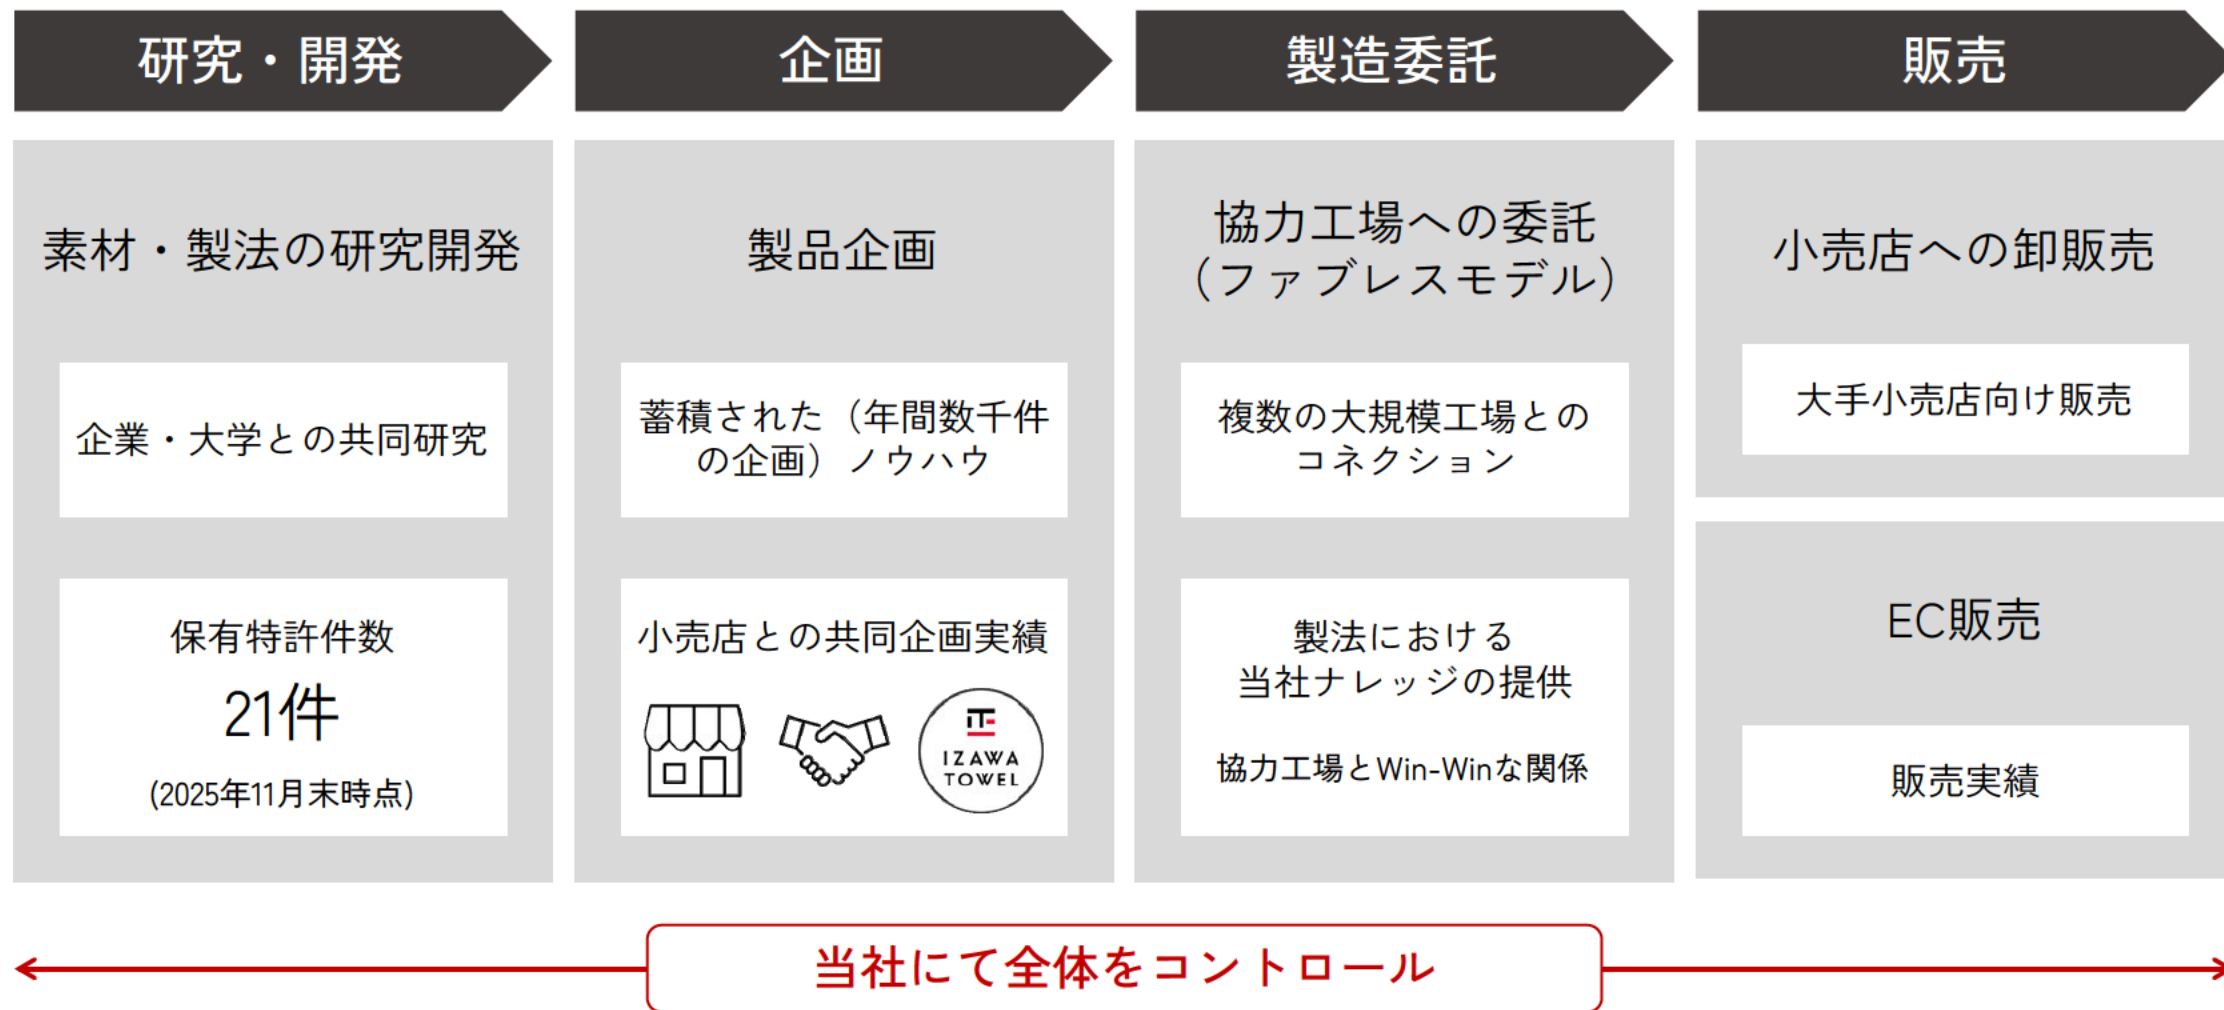 研究・開発
素材・製法の研究開発
企業・大学との共同研究
保有特許件数
21件
(2025年11月末時点)
企画
製品企画
蓄積された（年間数千件
の企画）ノウハウ
小売店との共同企画実績
IZAWA
TOWEL
製造委託
協力工場への委託
（ファブレスモデル）
複数の大規模工場との
コネクション
製法における
当社ナレッジの提供
協力工場とWin-Winな関係
販売
小売店への卸販売
大手小売店向け販売
EC販売
販売実績
当社にて全体をコントロール